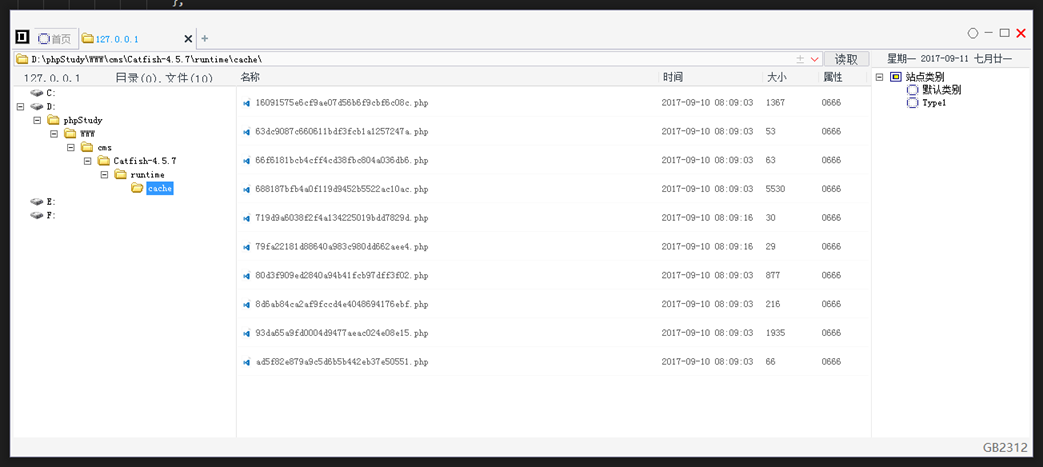 };
首页
127.0.0.1
D:\phpStudy\WWW\cms\Catfish-4.5.7\runtime\cache\
读取
星期一 2017-09-11 七月廿一
127.0.0.1 目录(0),文件(10)
名称 时间 大小 属性
站点类别
默认类别
Type1
C:
D:
phpStudy
WWW
cms
Catfish-4.5.7
runtime
cache
E:
F:
16091575e6cf9ae07d56b6f9cbf6c08c.php 2017-09-10 08:09:03 1367 0666
63dc9087c660611bdf3fcb1a1257247a.php 2017-09-10 08:09:03 53 0666
66f6181bcb4cff4cd38fbc804a036db6.php 2017-09-10 08:09:03 63 0666
688187bfb4a0f119d9452b5522ac10ac.php 2017-09-10 08:09:03 5530 0666
719d9a6038f2f4a134225019bdd7829d.php 2017-09-10 08:09:16 30 0666
79fa22181d88640a983c980dd662aee4.php 2017-09-10 08:09:16 29 0666
80d3f909ed2840a94b41fcb97dff3f02.php 2017-09-10 08:09:03 877 0666
8d6ab84ca2af9fccd4e4048694176ebf.php 2017-09-10 08:09:03 216 0666
93da65a9fd0004d9477aeac024e08e15.php 2017-09-10 08:09:03 1935 0666
ad5f82e879a9c5d6b5b442eb37e50551.php 2017-09-10 08:09:03 66 0666
GB2312